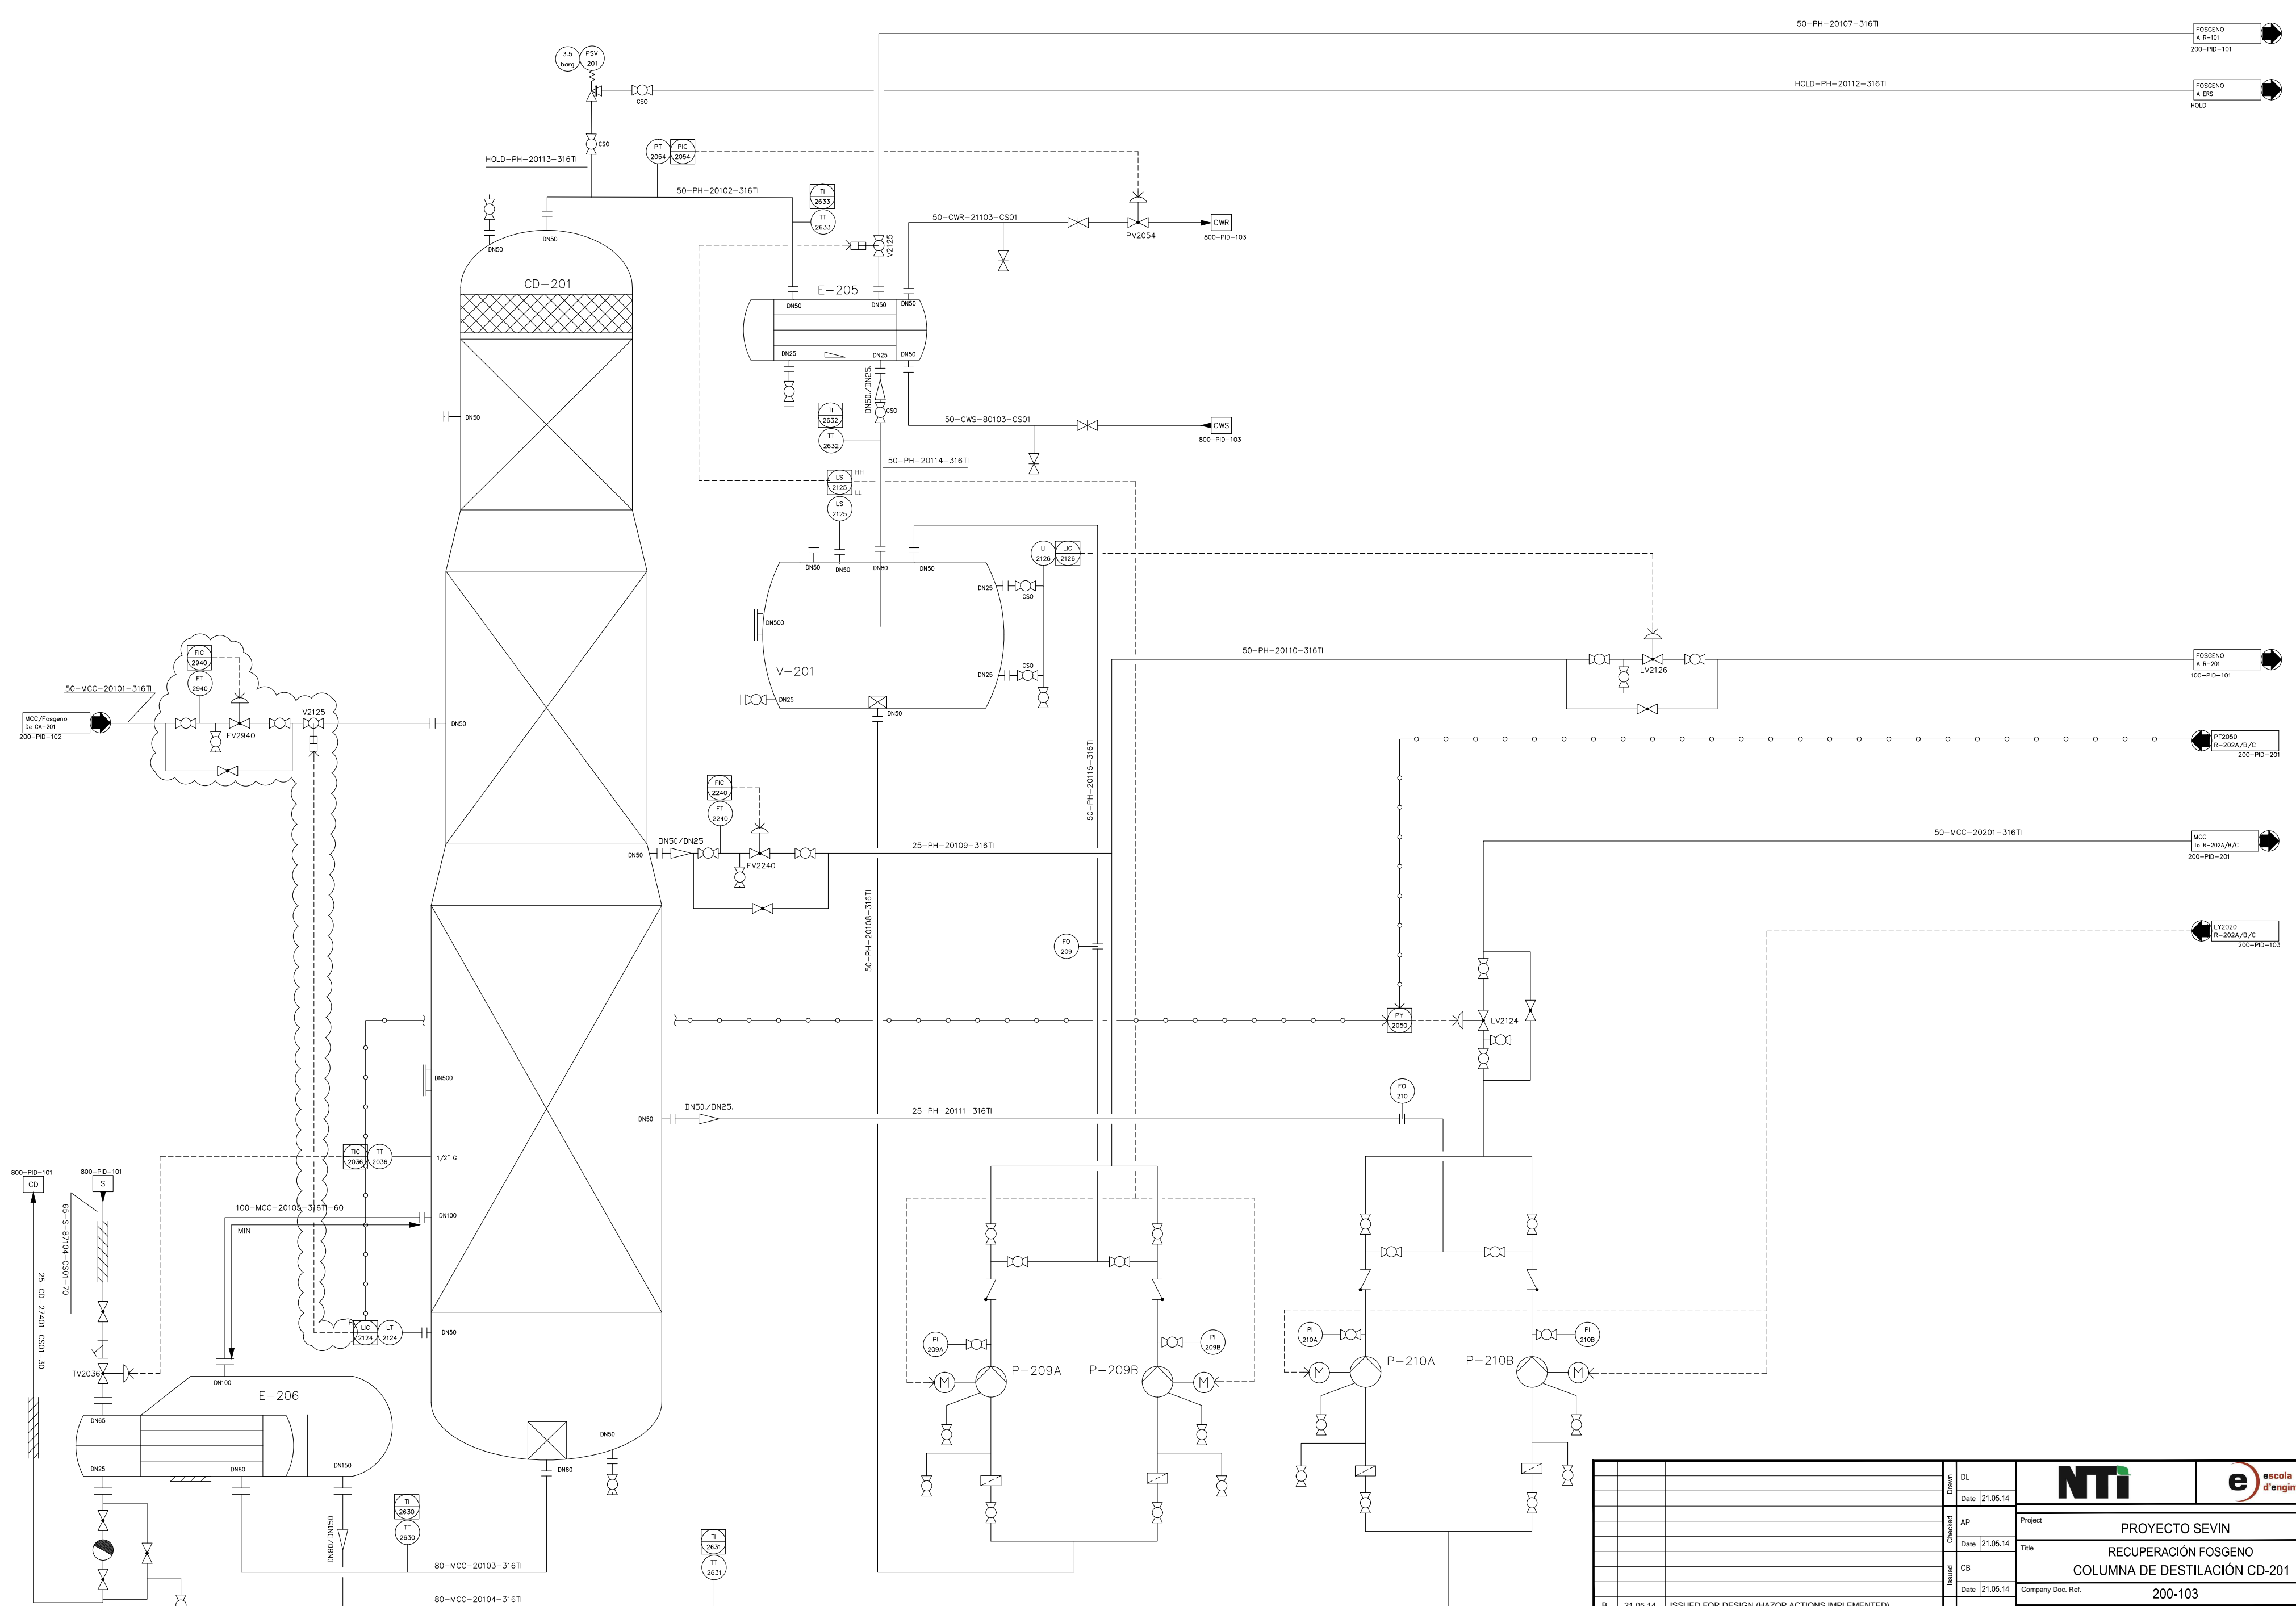 50-PH-20107-316TI
FOSGENO
A R-101
200-PID-101
3.5
barg
PSV
201
HOLD-PH-20112-316TI
FOSGENO
A ERS
HOLD
CSO
CSO
PT
2054
PIC
2054
HOLD-PH-20113-316TI
50-PH-20102-316TI
TI
2633
TT
2633
50-CWR-21103-CS01
CWR
800-PID-103
PV2054
V2125
DN50
DN50
CD-201
E-205
DN50
DN50
DN50
DN25
DN25
DN50
DN50
DN50./DN25.
CSO
TI
2632
TT
2632
50-CWS-80103-CS01
CWS
800-PID-103
50-PH-20114-316TI
LS
2125
HH
LL
LS
2125
LI
2126
LIC
2126
DN50
DN50
DN80
DN50
DN25
CSO
DN500
V-201
DN25
CSO
DN25
DN50
50-PH-20110-316TI
LV2126
FOSGENO
A R-201
100-PID-101
FIC
2940
FT
2940
50-MCC-20101-316TI
MCC/Fosgeno
De CA-201
200-PID-102
FV2940
V2125
DN50
PT2050
R-202A/B/C
200-PID-201
50-PH-20115-316TI
FIC
2240
FT
2240
DN50/DN25
DN50
FV2240
25-PH-20109-316TI
50-MCC-20201-316TI
MCC
To R-202A/B/C
200-PID-201
50-PH-20108-316TI
FO
209
LY2020
R-202A/B/C
200-PID-103
PY
2050
LV2124
DN500
FO
210
DN50
DN50./DN25.
25-PH-20111-316TI
TIC
2036
TT
2036
1/2" G
800-PID-101
CD
800-PID-101
S
65-S-87104-CS01-70
25-CD-27401-CS01-30
100-MCC-20105-316TI-60
MIN
DN100
H
LIC
2124
LT
2124
DN50
TV2036
DN100
E-206
DN65
DN25
DN80
DN150
DN80/DN150
DN50
DN80
PI
209A
PI
209B
P-209A
P-209B
M
M
PI
210A
PI
210B
P-210A
P-210B
M
M
TI
2630
TT
2630
TI
2631
TT
2631
80-MCC-20103-316TI
80-MCC-20104-316TI
Drawn
DL
Date
21.05.14
Checked
AP
Date
21.05.14
Issued
CB
Date
21.05.14
NTi
e
escola
d'engin
Project
PROYECTO SEVIN
Title
RECUPERACIÓN FOSGENO
COLUMNA DE DESTILACIÓN CD-201
Company Doc. Ref.
200-103
B
21.05.14
ISSUED FOR DESIGN (HAZOP ACTIONS IMPLEMENTED)